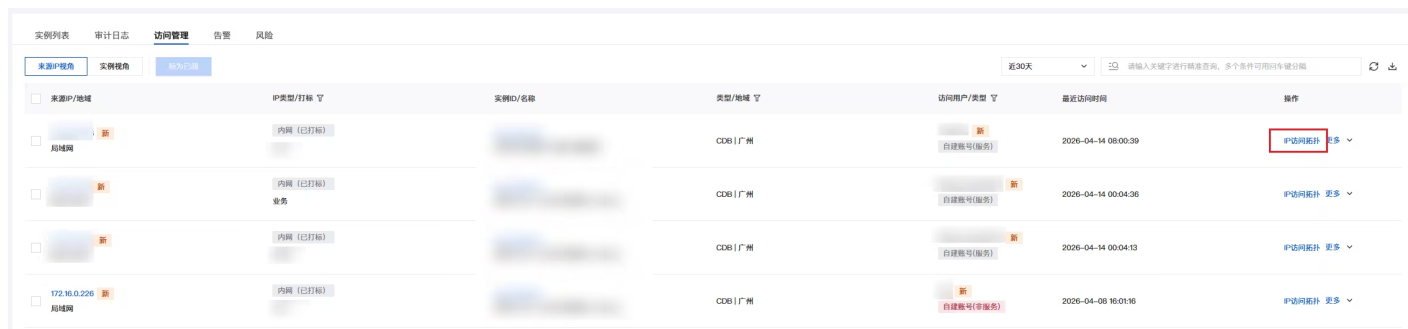 实例列表 审计日志 访问管理 告警 风险
来源IP视角 实例视角 标为已阅 近30天 请输入关键字进行精准查询，多个条件可用回车键分隔
来源IP/地域 IP类型/打标 实例ID/名称 类型/地域 访问用户/类型 最近访问时间 操作
新 内网（已打标） 新
局域网 CDB | 广州 自建账号(服务) 2026-04-14 08:00:39 IP访问拓扑 更多
新 内网（已打标） 新
业务 CDB | 广州 自建账号(服务) 2026-04-14 00:04:36 IP访问拓扑 更多
新 内网（已打标） 新
CDB | 广州 自建账号(服务) 2026-04-14 00:04:13 IP访问拓扑 更多
172.16.0.226 新 内网（已打标） 新
局域网 CDB | 广州 自建账号(非服务) 2026-04-08 16:01:16 IP访问拓扑 更多